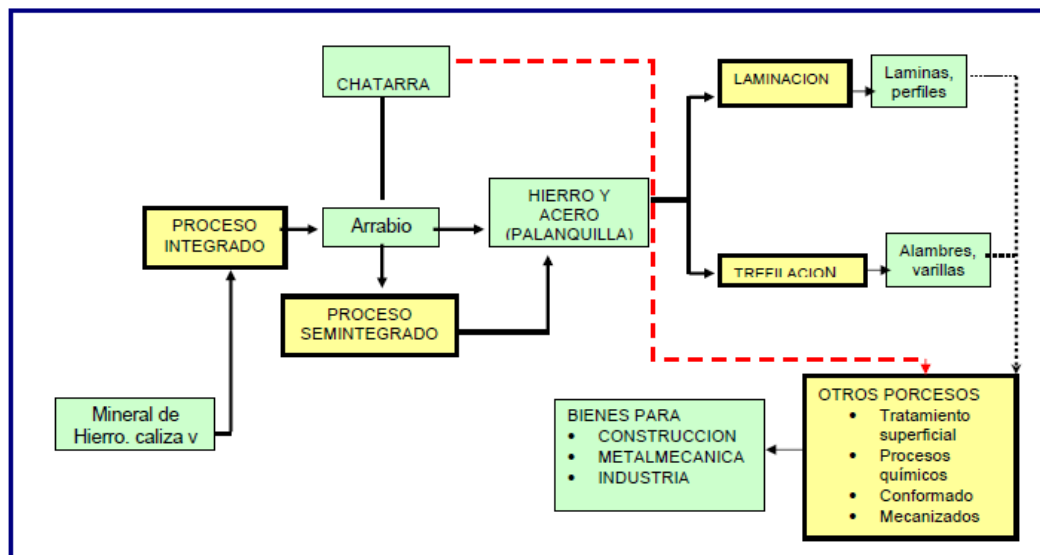 CHATARRA
LAMINACION
Laminas,
perfiles
PROCESO
INTEGRADO
Arrabio
HIERRO Y
ACERO
(PALANQUILLA)
TREFILACION
Alambres,
varillas
PROCESO
SEMINTEGRADO
Mineral de
Hierro. caliza v
BIENES PARA
• CONSTRUCCION
• METALMECANICA
• INDUSTRIA
OTROS PORCESOS
• Tratamiento
superficial
• Procesos
químicos
• Conformado
• Mecanizados